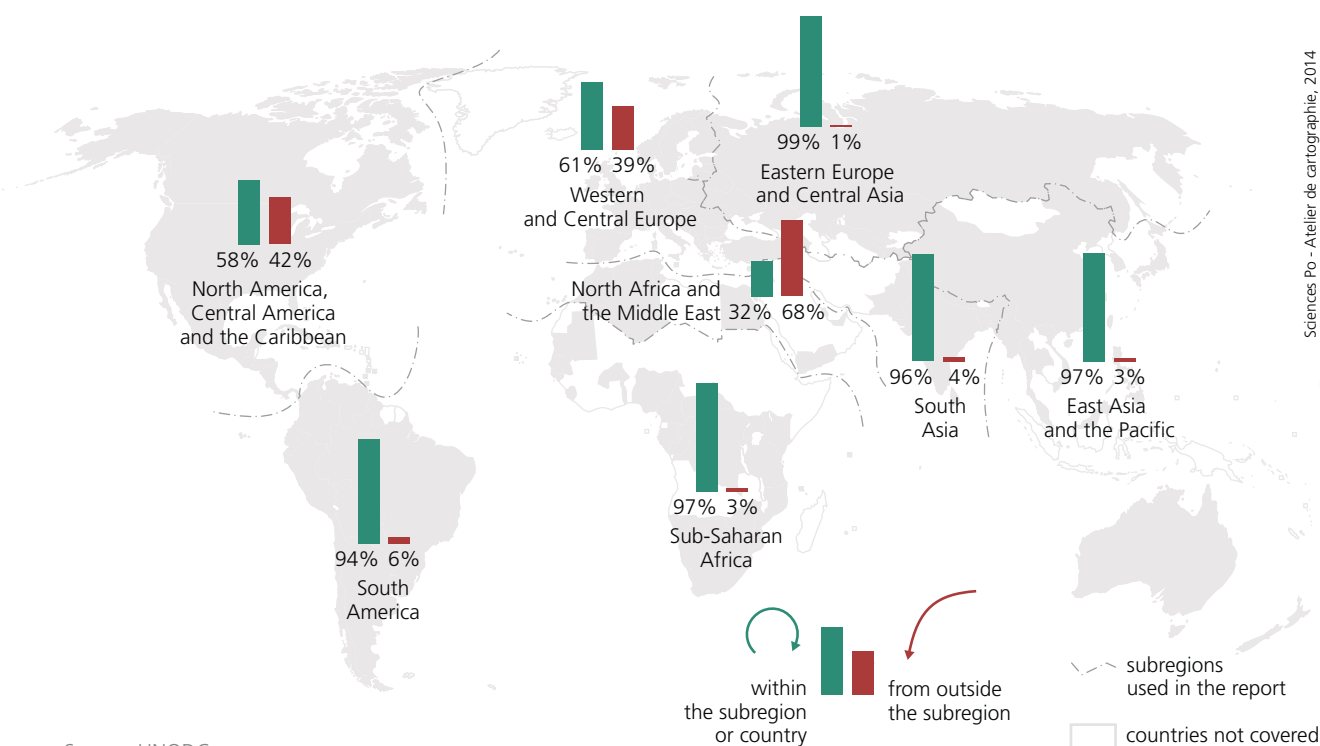 Sciences Po - Atelier de cartographie, 2014
99% 1%
Eastern Europe
and Central Asia
61% 39%
Western
and Central Europe
58% 42%
North America,
Central America
and the Caribbean
North Africa and
the Middle East 32% 68%
96% 4%
South
Asia
97% 3%
East Asia
and the Pacific
97% 3%
Sub-Saharan
Africa
94% 6%
South
America
within
the subregion
or country
from outside
the subregion
subregions
used in the report
countries not covered